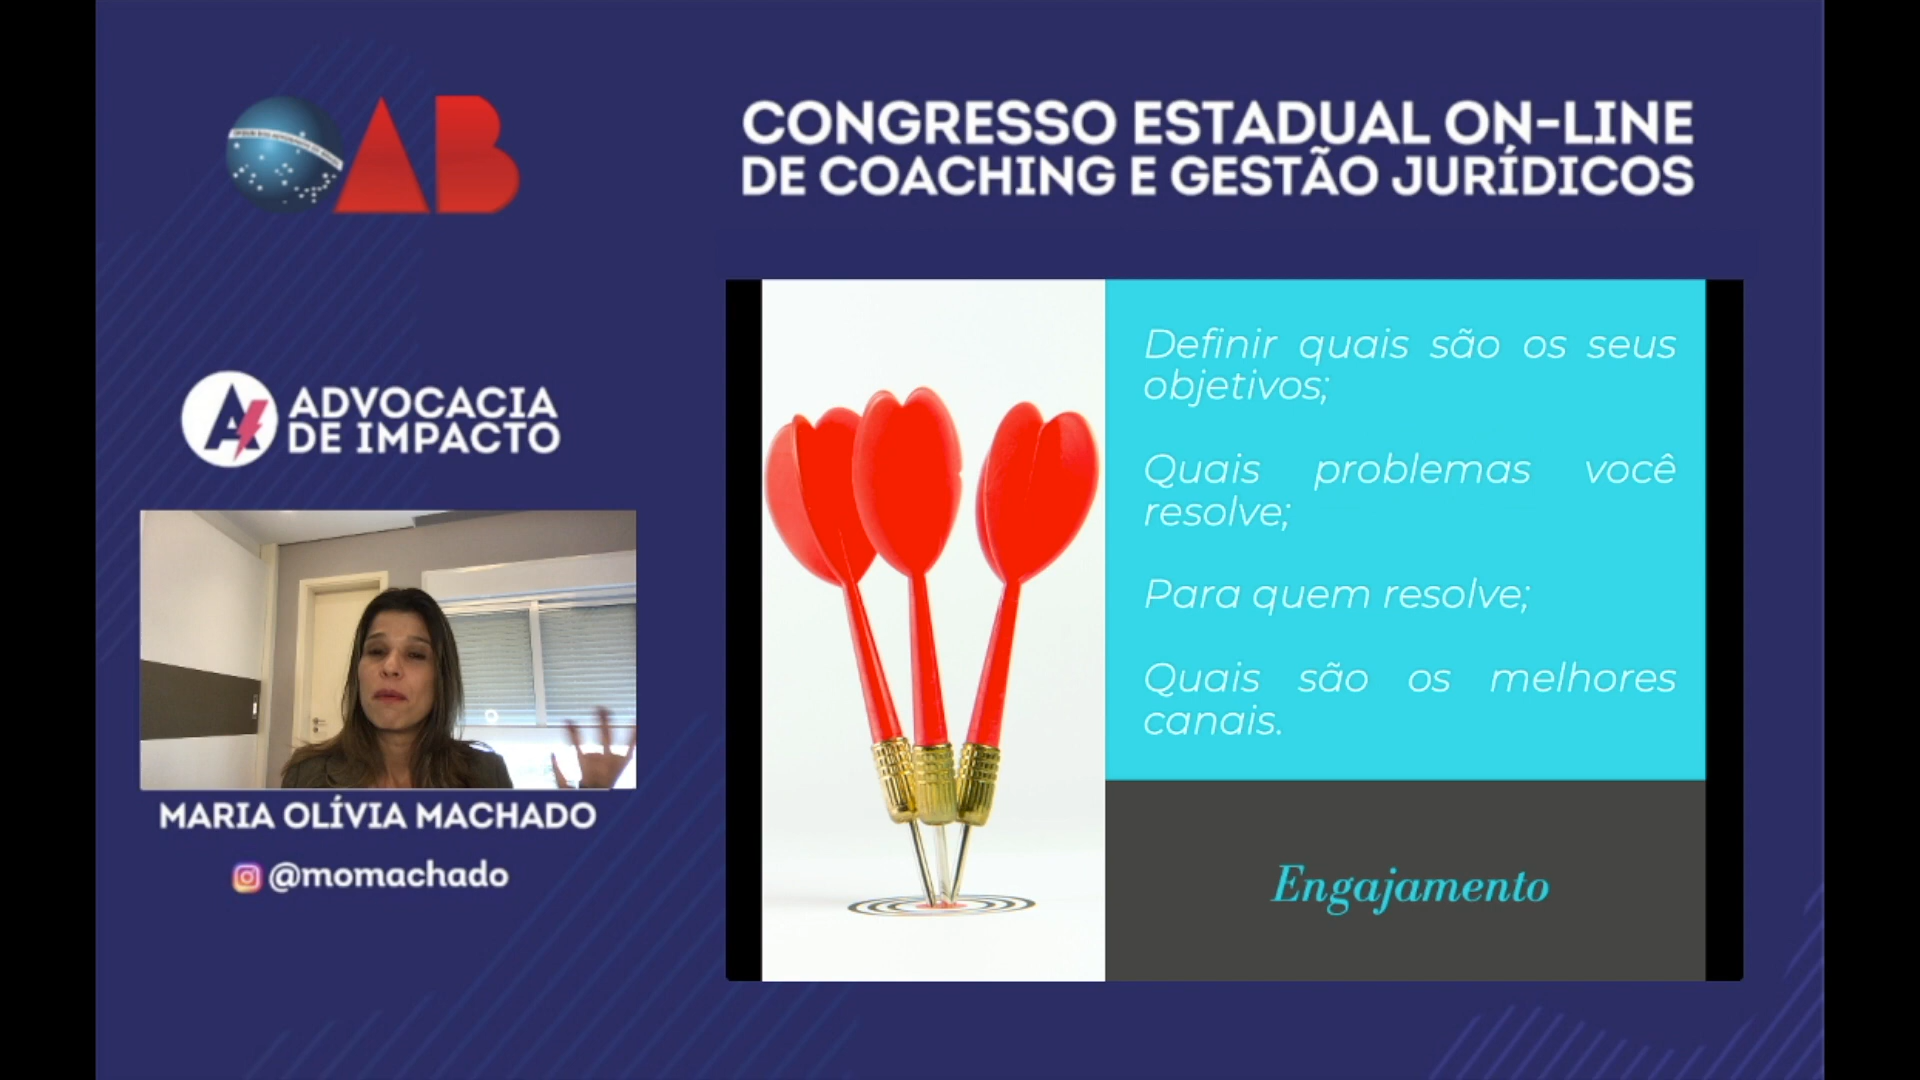 OAB
CONGRESSO ESTADUAL ON-LINE
DE COACHING E GESTÃO JURÍDICOS
ADVOCACIA
DE IMPACTO
MARIA OLÍVIA MACHADO
@momachado
Definir quais são os seus
objetivos;
Quais problemas você
resolve;
Para quem resolve;
Quais são os melhores
canais.
Engajamento